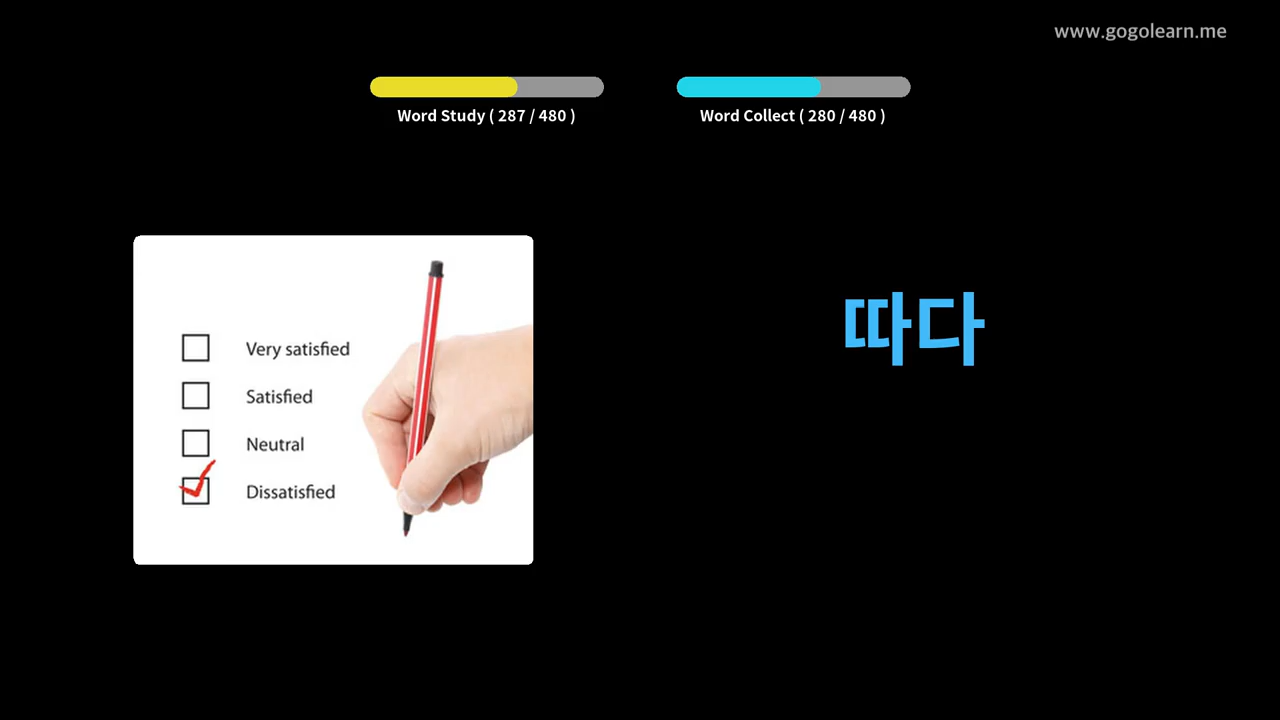 www.gogolearn.me
Word Study ( 287 / 480 )
Word Collect ( 280 / 480 )
Very satisfied
Satisfied
Neutral
Dissatisfied
따다